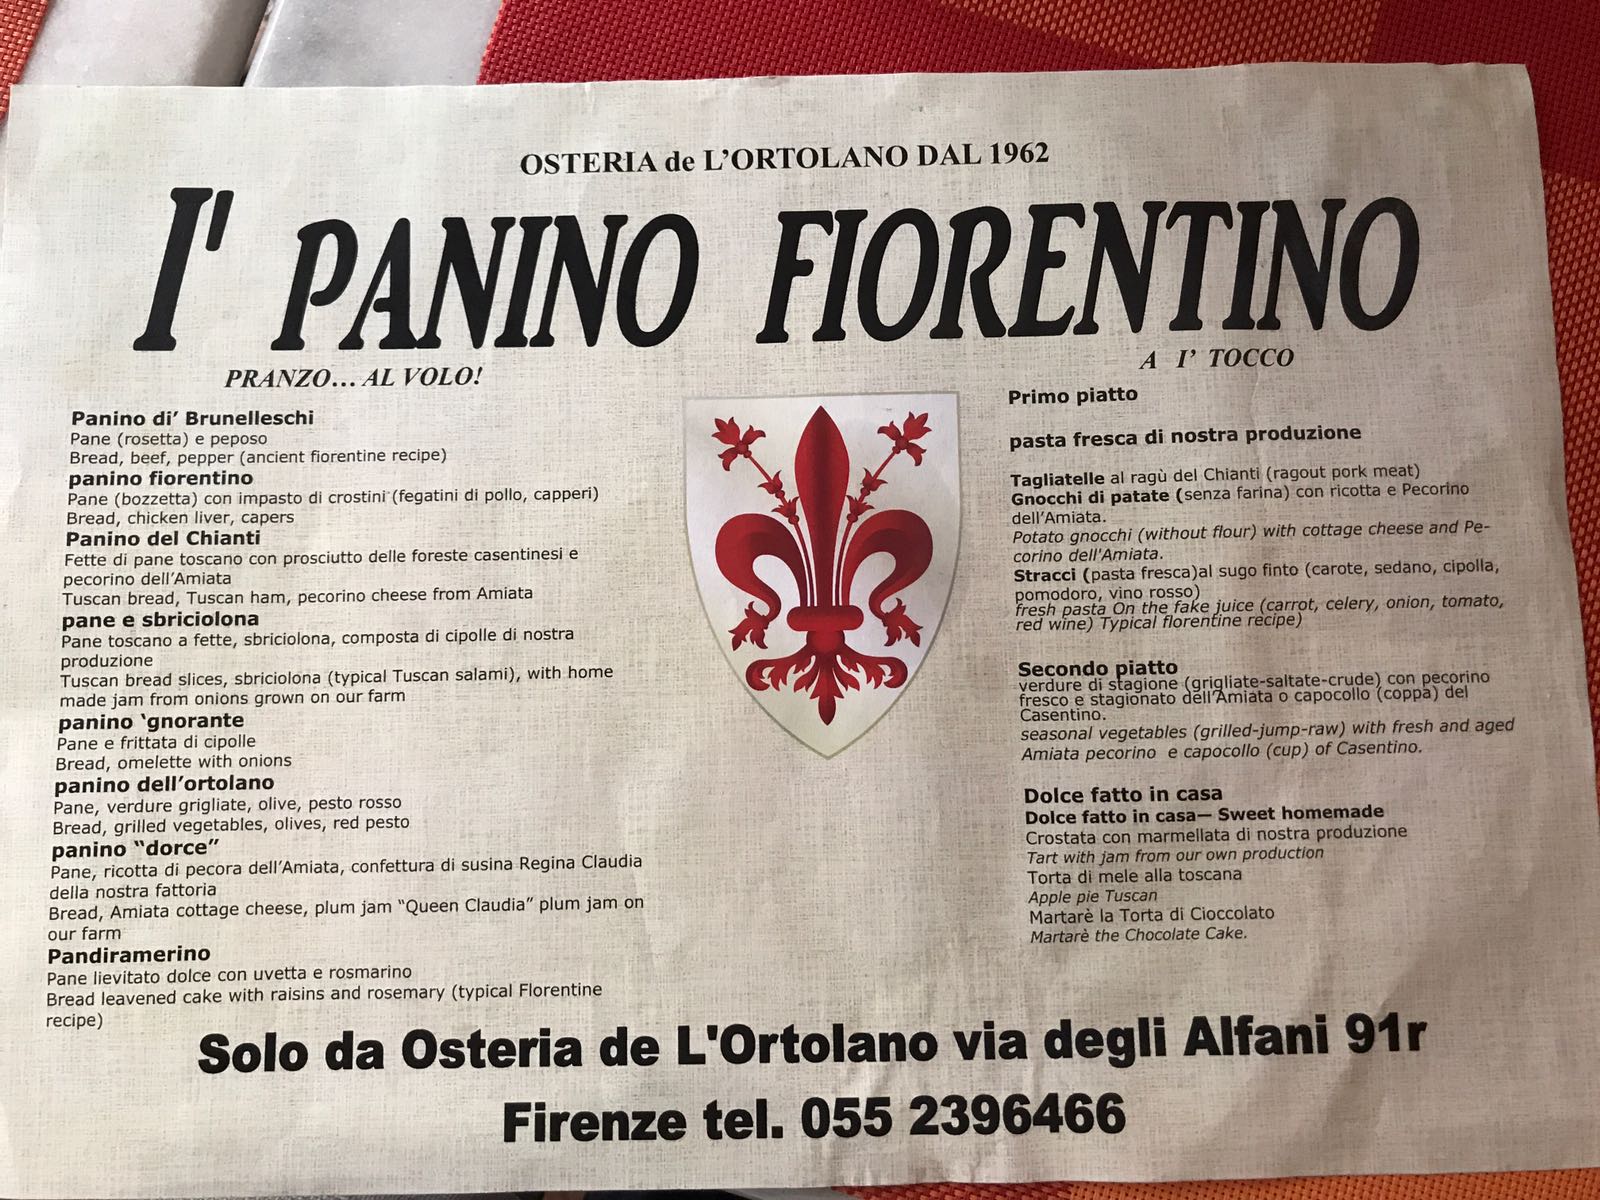 OSTERIA de L'ORTOLANO DAL 1962
I' PANINO FIORENTINO
PRANZO... AL VOLO!
Panino di' Brunelleschi
Pane (rosetta) e peposo
Bread, beef, pepper (ancient fiorentine recipe)
panino fiorentino
Pane (bozzetta) con impasto di crostini (fegatini di pollo, capperi)
Bread, chicken liver, capers
Panino del Chianti
Fette di pane toscano con prosciutto delle foreste casentinesi e
pecorino dell'Amiata
Tuscan bread, Tuscan ham, pecorino cheese from Amiata
pane e sbriciolona
Pane toscano a fette, sbriciolona, composta di cipolle di nostra
produzione
Tuscan bread slices, sbriciolona (typical Tuscan salami), with home
made jam from onions grown on our farm
panino 'gnorante
Pane e frittata di cipolle
Bread, omelette with onions
panino dell'ortolano
Pane, verdure grigliate, olive, pesto rosso
Bread, grilled vegetables, olives, red pesto
panino "dorce"
Pane, ricotta di pecora dell'Amiata, confettura di susina Regina Claudia
della nostra fattoria
Bread, Amiata cottage cheese, plum jam "Queen Claudia" plum jam on
our farm
Pandiramerino
Pane lievitato dolce con uvetta e rosmarino
Bread leavened cake with raisins and rosemary (typical Florentine
recipe)
A I' TOCCO
Primo piatto
pasta fresca di nostra produzione
Tagliatelle al ragù del Chianti (ragout pork meat)
Gnocchi di patate (senza farina) con ricotta e Pecorino
dell'Amiata.
Potato gnocchi (without flour) with cottage cheese and Pe-
corino dell'Amiata.
Stracci (pasta fresca)al sugo finto (carote, sedano, cipolla,
pomodoro, vino rosso)
fresh pasta On the fake juice (carrot, celery, onion, tomato,
red wine) Typical florentine recipe)
Secondo piatto
verdure di stagione (grigliate-saltate-crude) con pecorino
fresco e stagionato dell'Amiata o capocollo (coppa) del
Casentino.
seasonal vegetables (grilled-jump-raw) with fresh and aged
Amiata pecorino e capocollo (cup) of Casentino.
Dolce fatto in casa
Dolce fatto in casa— Sweet homemade
Crostata con marmellata di nostra produzione
Tart with jam from our own production
Torta di mele alla toscana
Apple pie Tuscan
Martarè la Torta di Cioccolato
Martarè the Chocolate Cake.
Solo da Osteria de L'Ortolano via degli Alfani 91r
Firenze tel. 055 2396466